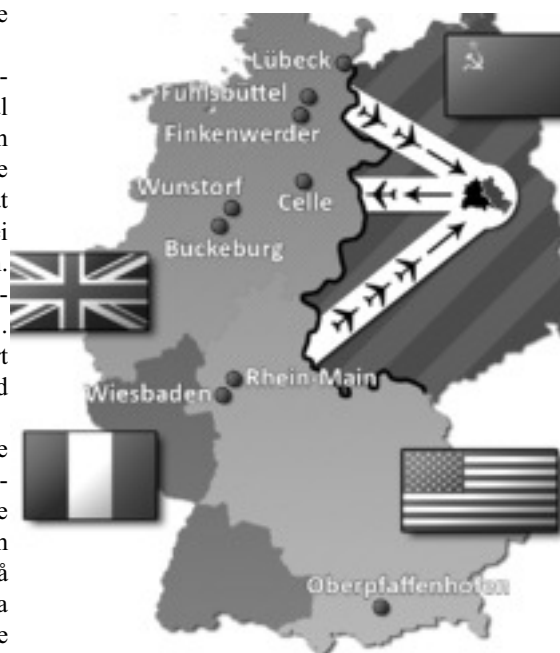 Lübeck
Fuhlsbüttel
Finkenwerder
Wunstorf
Celle
Buckeburg
Rhein-Main
Wiesbaden
Oberpfaffenhofen